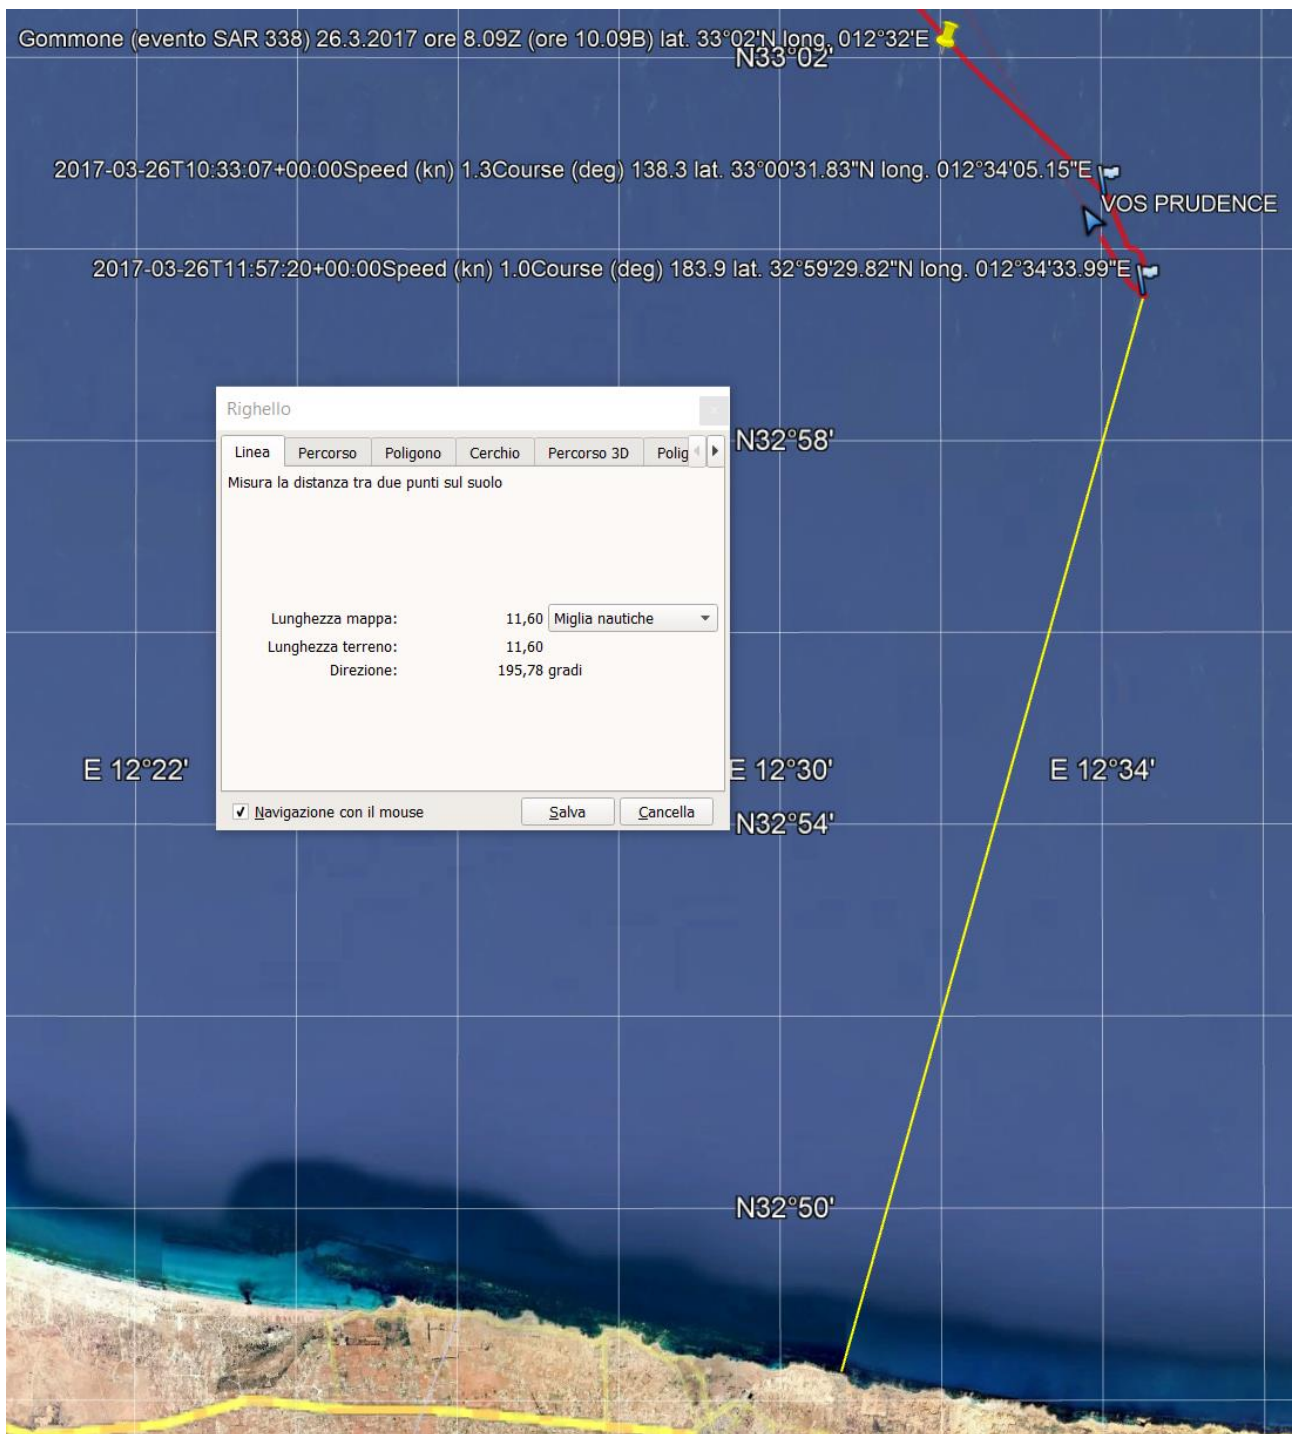 Gommone (evento SAR 338) 26.3.2017 ore 8.09Z (ore 10.09B) lat. 33°02'N long. 012°32'E
N33°02'
2017-03-26T10:33:07+00:00Speed (kn) 1.3Course (deg) 138.3 lat. 33°00'31.83"N long. 012°34'05.15"E
VOS PRUDENCE
2017-03-26T11:57:20+00:00Speed (kn) 1.0Course (deg) 183.9 lat. 32°59'29.82"N long. 012°34'33.99"E
Righello
N32°58'
Linea Percorso Poligono Cerchio Percorso 3D Polig
Misura la distanza tra due punti sul suolo
Lunghezza mappa: 11,60 Miglia nautiche
Lunghezza terreno: 11,60
Direzione: 195,78 gradi
E 12°22' E 12°30' E 12°34'
Navigazione con il mouse Salva Cancella
N32°54'
N32°50'